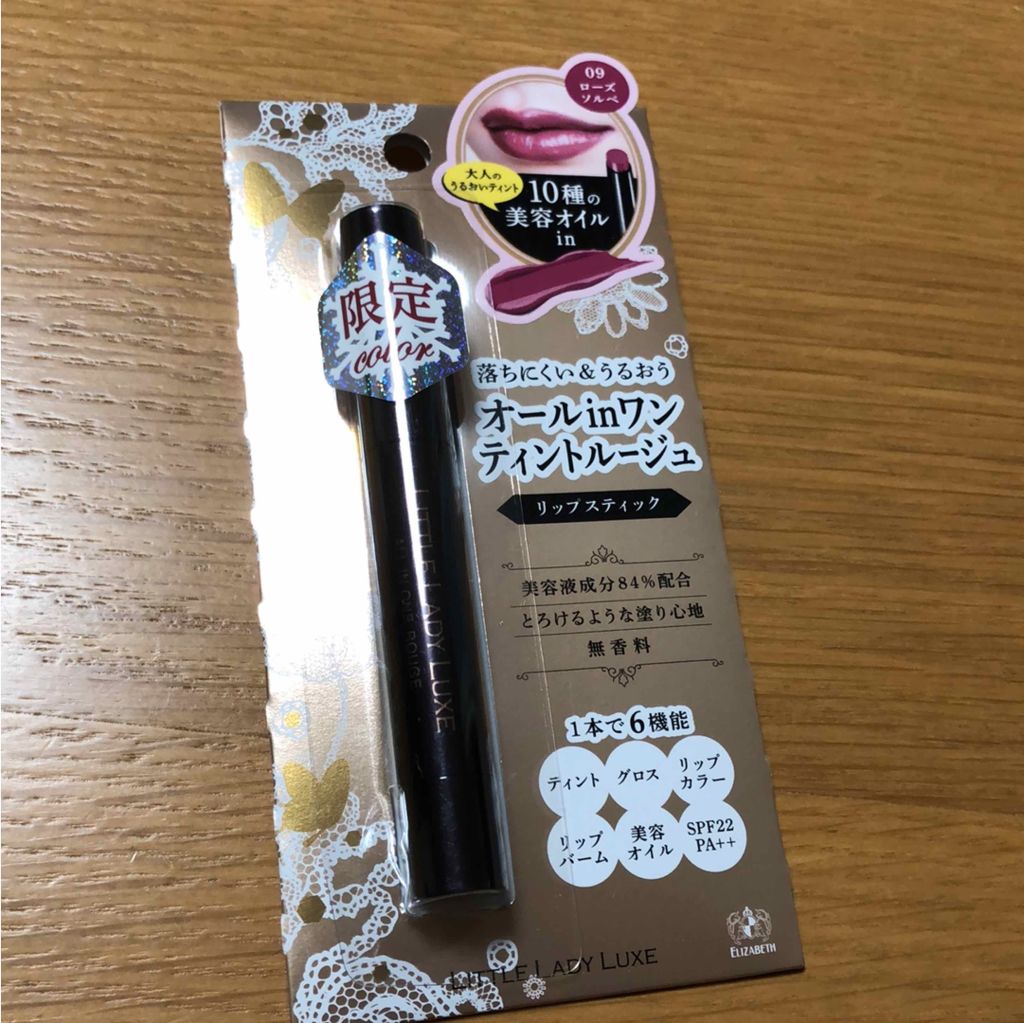 09
ローズ
ソルベ
大人の
うるおいティント
10種の
美容オイル
in
限定
color
落ちにくい&うるおう
オールinワン
ティントルージュ
リップスティック
LITTLE LADY LUXE
ALL IN ONE ROUGE
美容液成分84%配合
とろけるような塗り心地
無香料
1本で6機能
ティント
グロス
リップ
カラー
リップ
バーム
美容
オイル
SPF22
PA++
ELIZABETH
LITTLE LADY LUXE